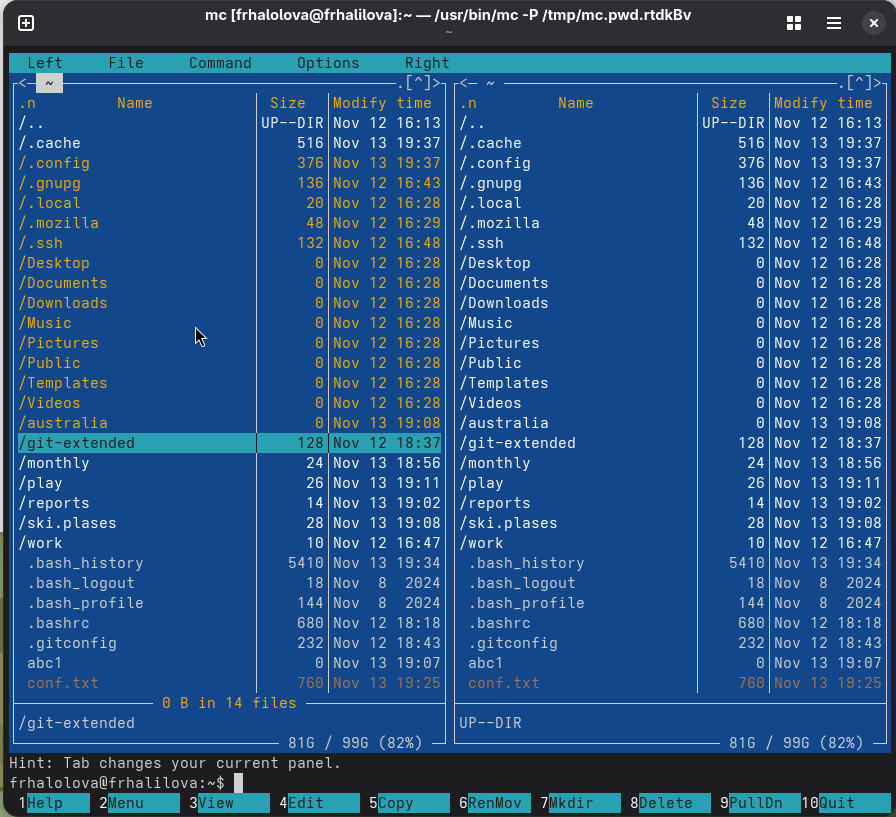 mc [frhalolova@frhalilova]:~ — /usr/bin/mc -P /tmp/mc.pwd.rtdkBv
~
Left File Command Options Right
<─ ~ .[^]> <─ ~ .[^]>
.n Name Size Modify time .n Name Size Modify time
/.. UP--DIR Nov 12 16:13 /.. UP--DIR Nov 12 16:13
/.cache 516 Nov 13 19:37 /.cache 516 Nov 13 19:37
/.config 376 Nov 13 19:37 /.config 376 Nov 13 19:37
/.gnupg 136 Nov 12 16:43 /.gnupg 136 Nov 12 16:43
/.local 20 Nov 12 16:28 /.local 20 Nov 12 16:28
/.mozilla 48 Nov 12 16:29 /.mozilla 48 Nov 12 16:29
/.ssh 132 Nov 12 16:48 /.ssh 132 Nov 12 16:48
/Desktop 0 Nov 12 16:28 /Desktop 0 Nov 12 16:28
/Documents 0 Nov 12 16:28 /Documents 0 Nov 12 16:28
/Downloads 0 Nov 12 16:28 /Downloads 0 Nov 12 16:28
/Music 0 Nov 12 16:28 /Music 0 Nov 12 16:28
/Pictures 0 Nov 12 16:28 /Pictures 0 Nov 12 16:28
/Public 0 Nov 12 16:28 /Public 0 Nov 12 16:28
/Templates 0 Nov 12 16:28 /Templates 0 Nov 12 16:28
/Videos 0 Nov 12 16:28 /Videos 0 Nov 12 16:28
/australia 0 Nov 13 19:08 /australia 0 Nov 13 19:08
/git-extended 128 Nov 12 18:37 /git-extended 128 Nov 12 18:37
/monthly 24 Nov 13 18:56 /monthly 24 Nov 13 18:56
/play 26 Nov 13 19:11 /play 26 Nov 13 19:11
/reports 14 Nov 13 19:02 /reports 14 Nov 13 19:02
/ski.plases 28 Nov 13 19:08 /ski.plases 28 Nov 13 19:08
/work 10 Nov 12 16:47 /work 10 Nov 12 16:47
.bash_history 5410 Nov 13 19:34 .bash_history 5410 Nov 13 19:34
.bash_logout 18 Nov 8 2024 .bash_logout 18 Nov 8 2024
.bash_profile 144 Nov 8 2024 .bash_profile 144 Nov 8 2024
.bashrc 680 Nov 12 18:18 .bashrc 680 Nov 12 18:18
.gitconfig 232 Nov 12 18:43 .gitconfig 232 Nov 12 18:43
abc1 0 Nov 13 19:07 abc1 0 Nov 13 19:07
conf.txt 760 Nov 13 19:25 conf.txt 760 Nov 13 19:25
0 B in 14 files
/git-extended UP--DIR
81G / 99G (82%) 81G / 99G (82%)
Hint: Tab changes your current panel.
frhalolova@frhalilova:~$
1Help 2Menu 3View 4Edit 5Copy 6RenMov 7Mkdir 8Delete 9PullDn 10Quit